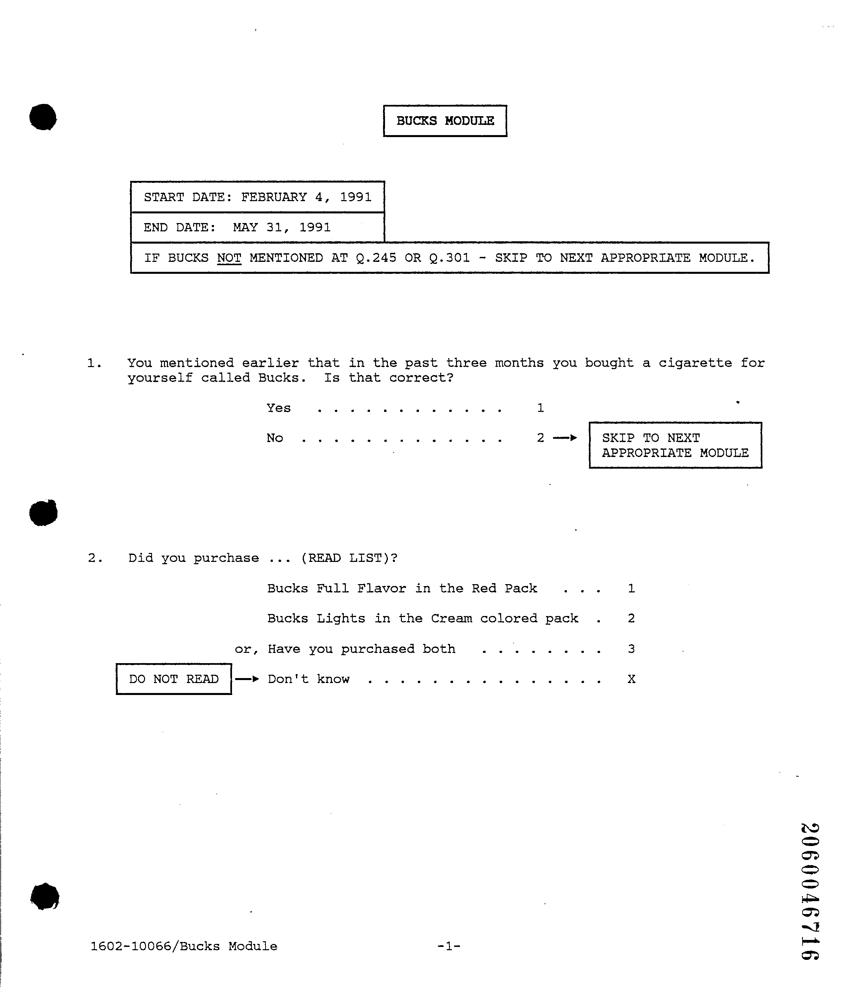 BUCKS MODULE
START DATE: FEBRUARY 4, 1991
END DATE: MAY 31, 1991
IF BUCKS NOT MENTIONED AT Q.245 OR Q.301 - SKIP TO NEXT APPROPRIATE MODULE.
1. You mentioned earlier that in the past three months you bought a cigarette for
yourself called Bucks. Is that correct?
Yes . . . . . . . . . . . . 1
No . . . . . . . . . . . . . 2 → SKIP TO NEXT
APPROPRIATE MODULE
2. Did you purchase ... (READ LIST)?
Bucks Full Flavor in the Red Pack . . . 1
Bucks Lights in the Cream colored pack . 2
or, Have you purchased both . . . . . . . . 3
DO NOT READ → Don't know . . . . . . . . . . . . . . . X
2060046716
1602-10066/Bucks Module -1-